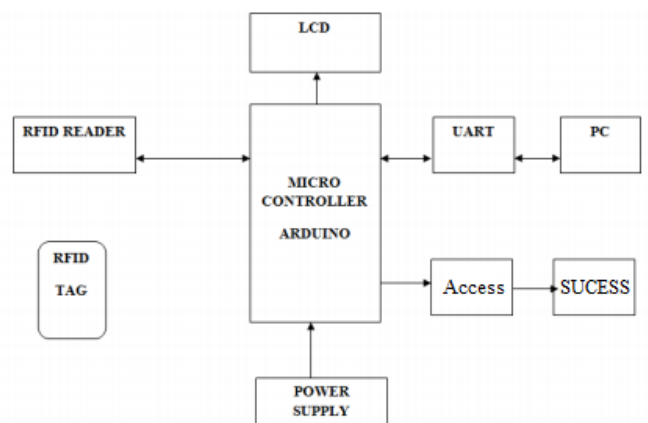 LCD
RFID READER
UART
PC
MICRO
CONTROLLER
ARDUINO
RFID
TAG
Access
SUCESS
POWER
SUPPLY